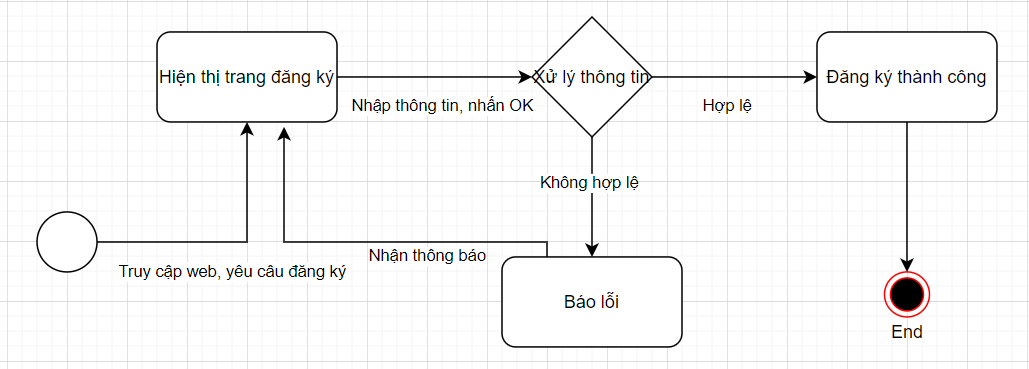 Hiện thị trang đăng ký
Xử lý thông tin
Đăng ký thành công
Nhập thông tin, nhấn OK
Hợp lệ
Không hợp lệ
Nhận thông báo
Truy cập web, yêu câu đăng ký
Báo lỗi
End